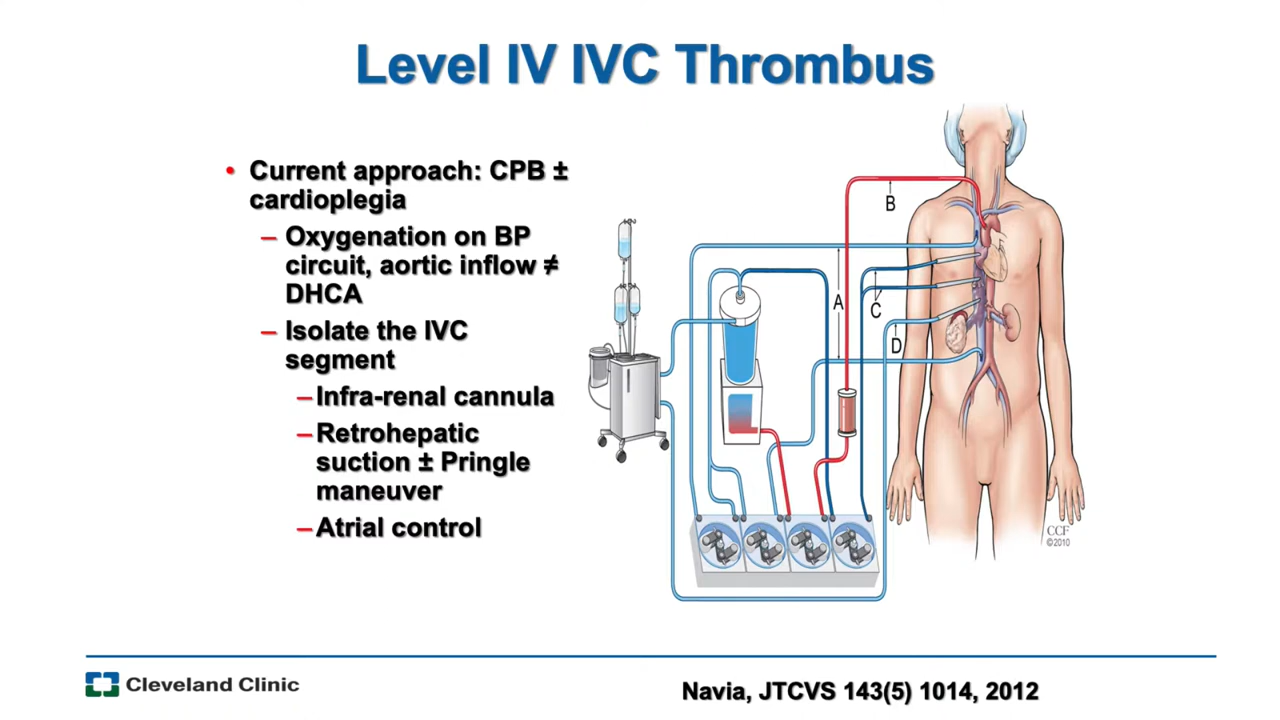 Level IV IVC Thrombus
• Current approach: CPB ±
cardioplegia
– Oxygenation on BP
circuit, aortic inflow ≠
DHCA
– Isolate the IVC
segment
– Infra-renal cannula
– Retrohepatic
suction ± Pringle
maneuver
– Atrial control
B
A
C
D
CCF
©2010
Cleveland Clinic
Navia, JTCVS 143(5) 1014, 2012